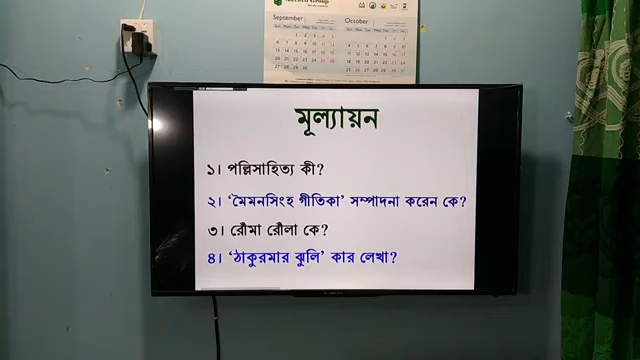 September
October
মূল্যায়ন
১। পল্লিসাহিত্য কী?
২। ‘মৈমনসিংহ গীতিকা’ সম্পাদনা করেন কে?
৩। রোঁমা রোঁলা কে?
৪। ‘ঠাকুরমার ঝুলি’ কার লেখা?